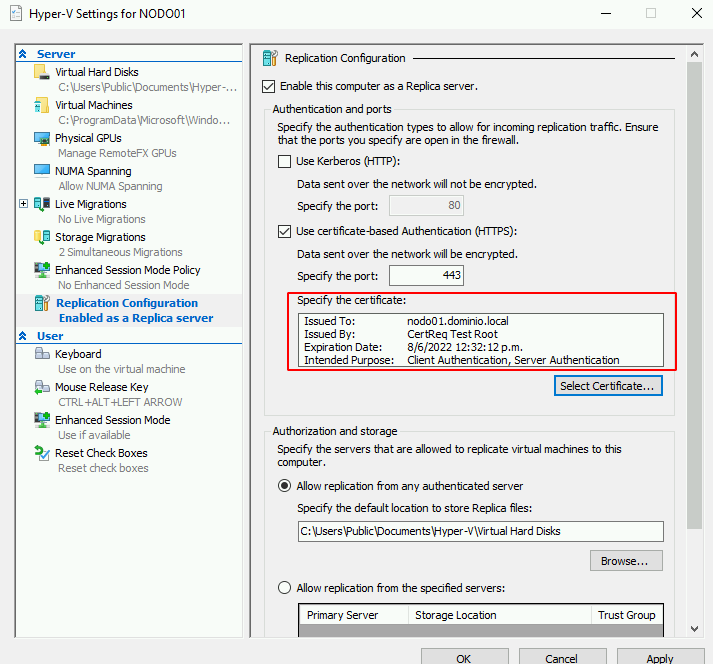 Hyper-V Settings for NODO01
Server
Virtual Hard Disks
C:\Users\Public\Documents\Hyper-...
Virtual Machines
C:\ProgramData\Microsoft\Windo...
Physical GPUs
Manage RemoteFX GPUs
NUMA Spanning
Allow NUMA Spanning
Live Migrations
No Live Migrations
Storage Migrations
2 Simultaneous Migrations
Enhanced Session Mode Policy
No Enhanced Session Mode
Replication Configuration
Enabled as a Replica server
User
Keyboard
Use on the virtual machine
Mouse Release Key
CTRL+ALT+LEFT ARROW
Enhanced Session Mode
Use if available
Reset Check Boxes
Reset check boxes
Replication Configuration
Enable this computer as a Replica server.
Authentication and ports
Specify the authentication types to allow for incoming replication traffic. Ensure
that the ports you specify are open in the firewall.
Use Kerberos (HTTP):
Data sent over the network will not be encrypted.
Specify the port: 80
Use certificate-based Authentication (HTTPS):
Data sent over the network will be encrypted.
Specify the port: 443
Specify the certificate:
Issued To: nodo01.dominio.local
Issued By: CertReq Test Root
Expiration Date: 8/6/2022 12:32:12 p.m.
Intended Purpose: Client Authentication, Server Authentication
Select Certificate...
Authorization and storage
Specify the servers that are allowed to replicate virtual machines to this
computer.
Allow replication from any authenticated server
Specify the default location to store Replica files:
C:\Users\Public\Documents\Hyper-V\Virtual Hard Disks
Browse...
Allow replication from the specified servers:
Primary Server Storage Location Trust Group
OK Cancel Apply